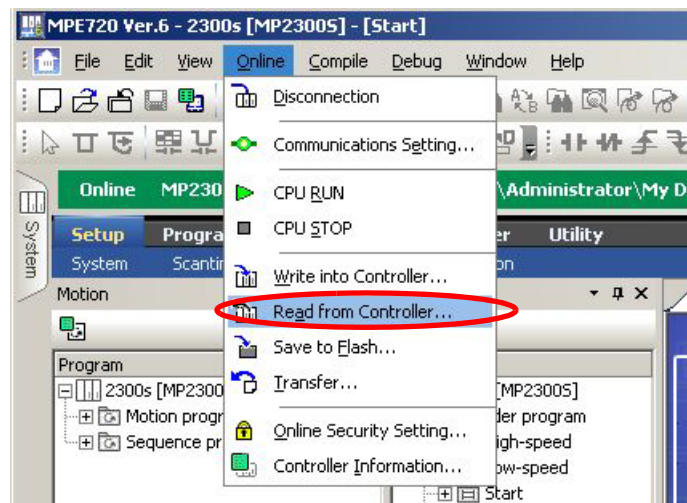 MPE720 Ver.6 - 2300s [MP2300S] - [Start]
File Edit View Online Compile Debug Window Help
Disconnection
Communications Setting...
Online MP230 \Administrator\My D
CPU RUN
CPU STOP
System
Setup Progra er Utility
System Scantin on
Write into Controller...
Motion
Read from Controller...
Save to Flash...
Program
2300s [MP2300 [MP2300S]
Transfer...
Motion progr der program
Sequence pr igh-speed
Online Security Setting...
ow-speed
Controller Information...
Start